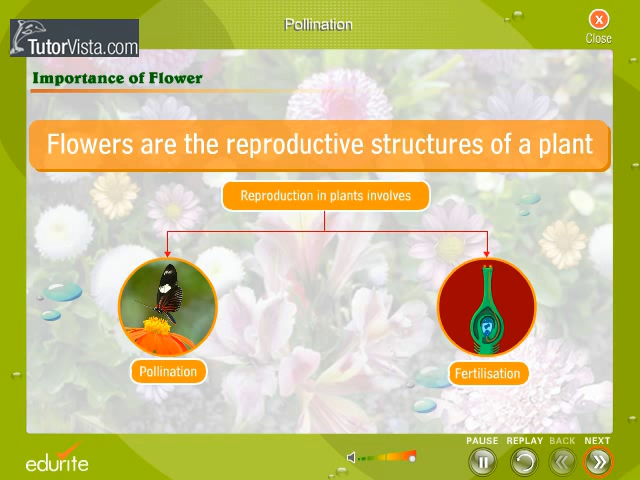 Pollination
X
Close
TutorVista.com
Importance of Flower
Flowers are the reproductive structures of a plant
Reproduction in plants involves
Pollination
Fertilisation
PAUSE REPLAY BACK NEXT
edurite